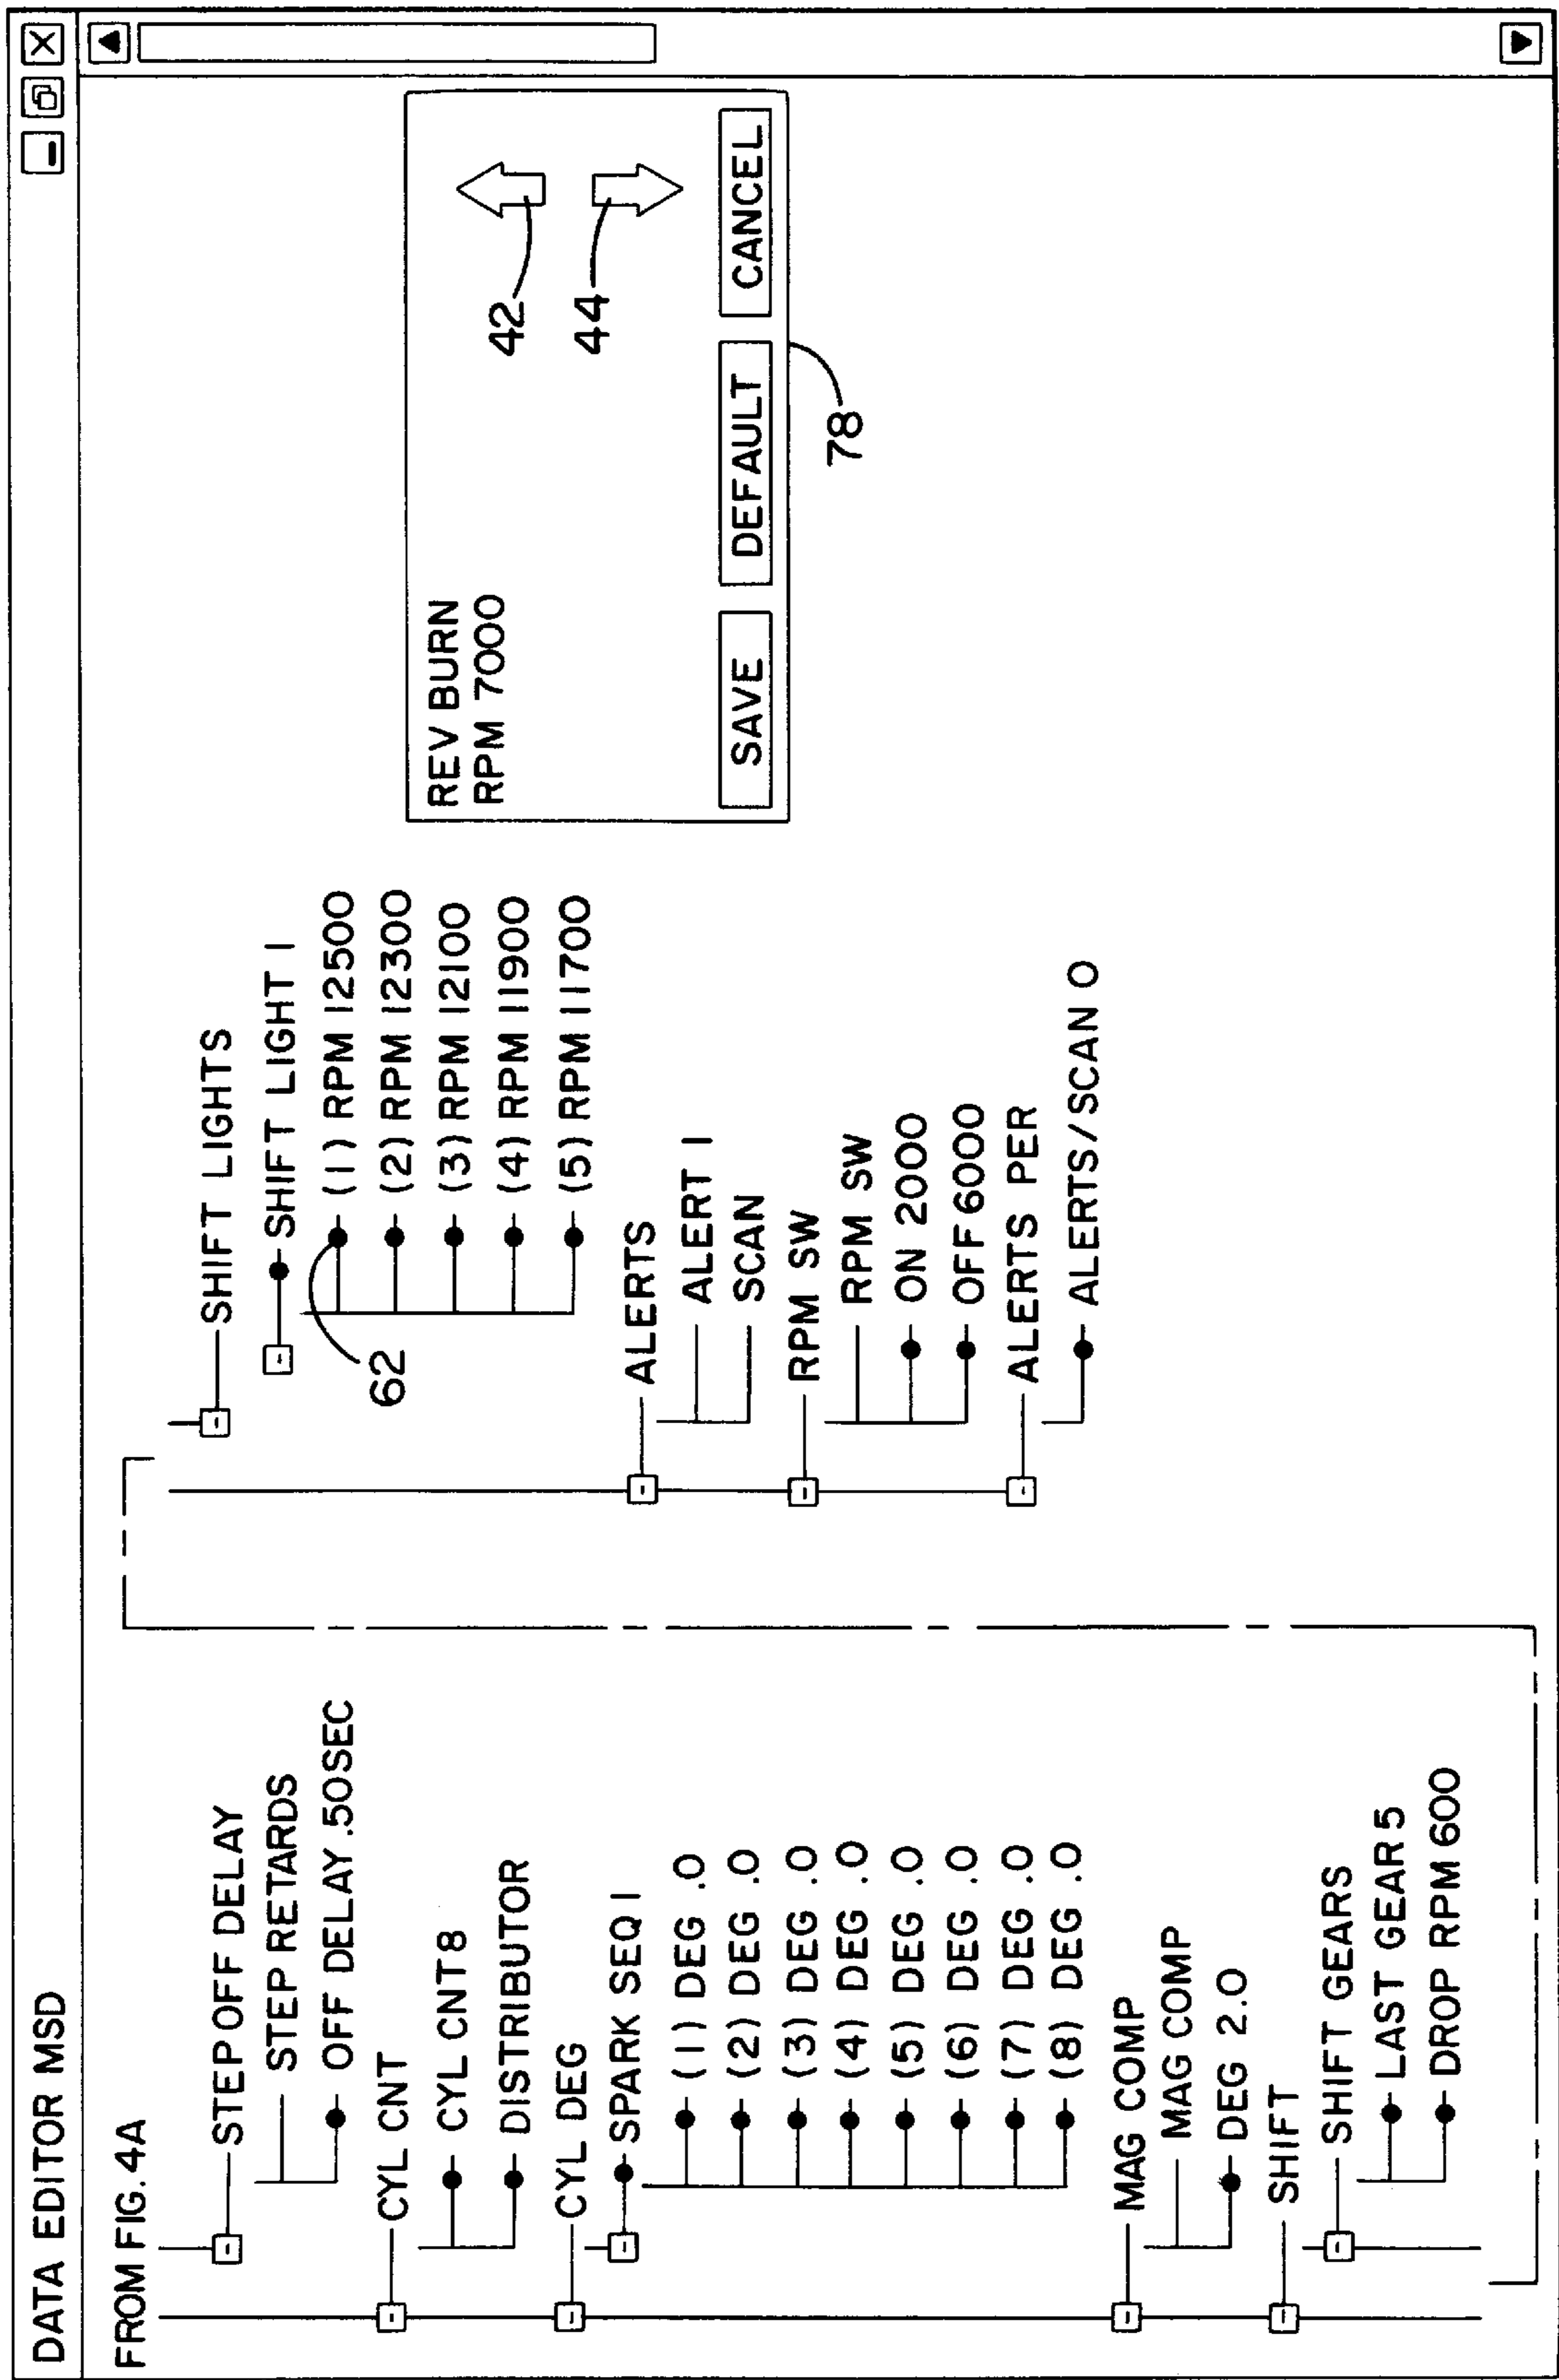 DATA EDITOR MSD
FROM FIG. 4A
STEP OFF DELAY
STEP RETARDS
OFF DELAY .50SEC
CYL CNT
CYL CNT8
DISTRIBUTOR
CYL DEG
SPARK SEQ 1
(1) DEG .0
(2) DEG .0
(3) DEG .0
(4) DEG .0
(5) DEG .0
(6) DEG .0
(7) DEG .0
(8) DEG .0
MAG COMP
MAG COMP
DEG 2.0
SHIFT
SHIFT GEARS
LAST GEAR 5
DROP RPM 600
SHIFT LIGHTS
SHIFT LIGHT 1
(1) RPM 12500
(2) RPM 12300
(3) RPM 12100
(4) RPM 11900
(5) RPM 11700
62
ALERTS
ALERT 1
SCAN
RPM SW
RPM SW
ON 2000
OFF 6000
ALERTS PER
ALERTS/SCAN 0
REV BURN
RPM 7000
42
44
SAVE DEFAULT CANCEL
78